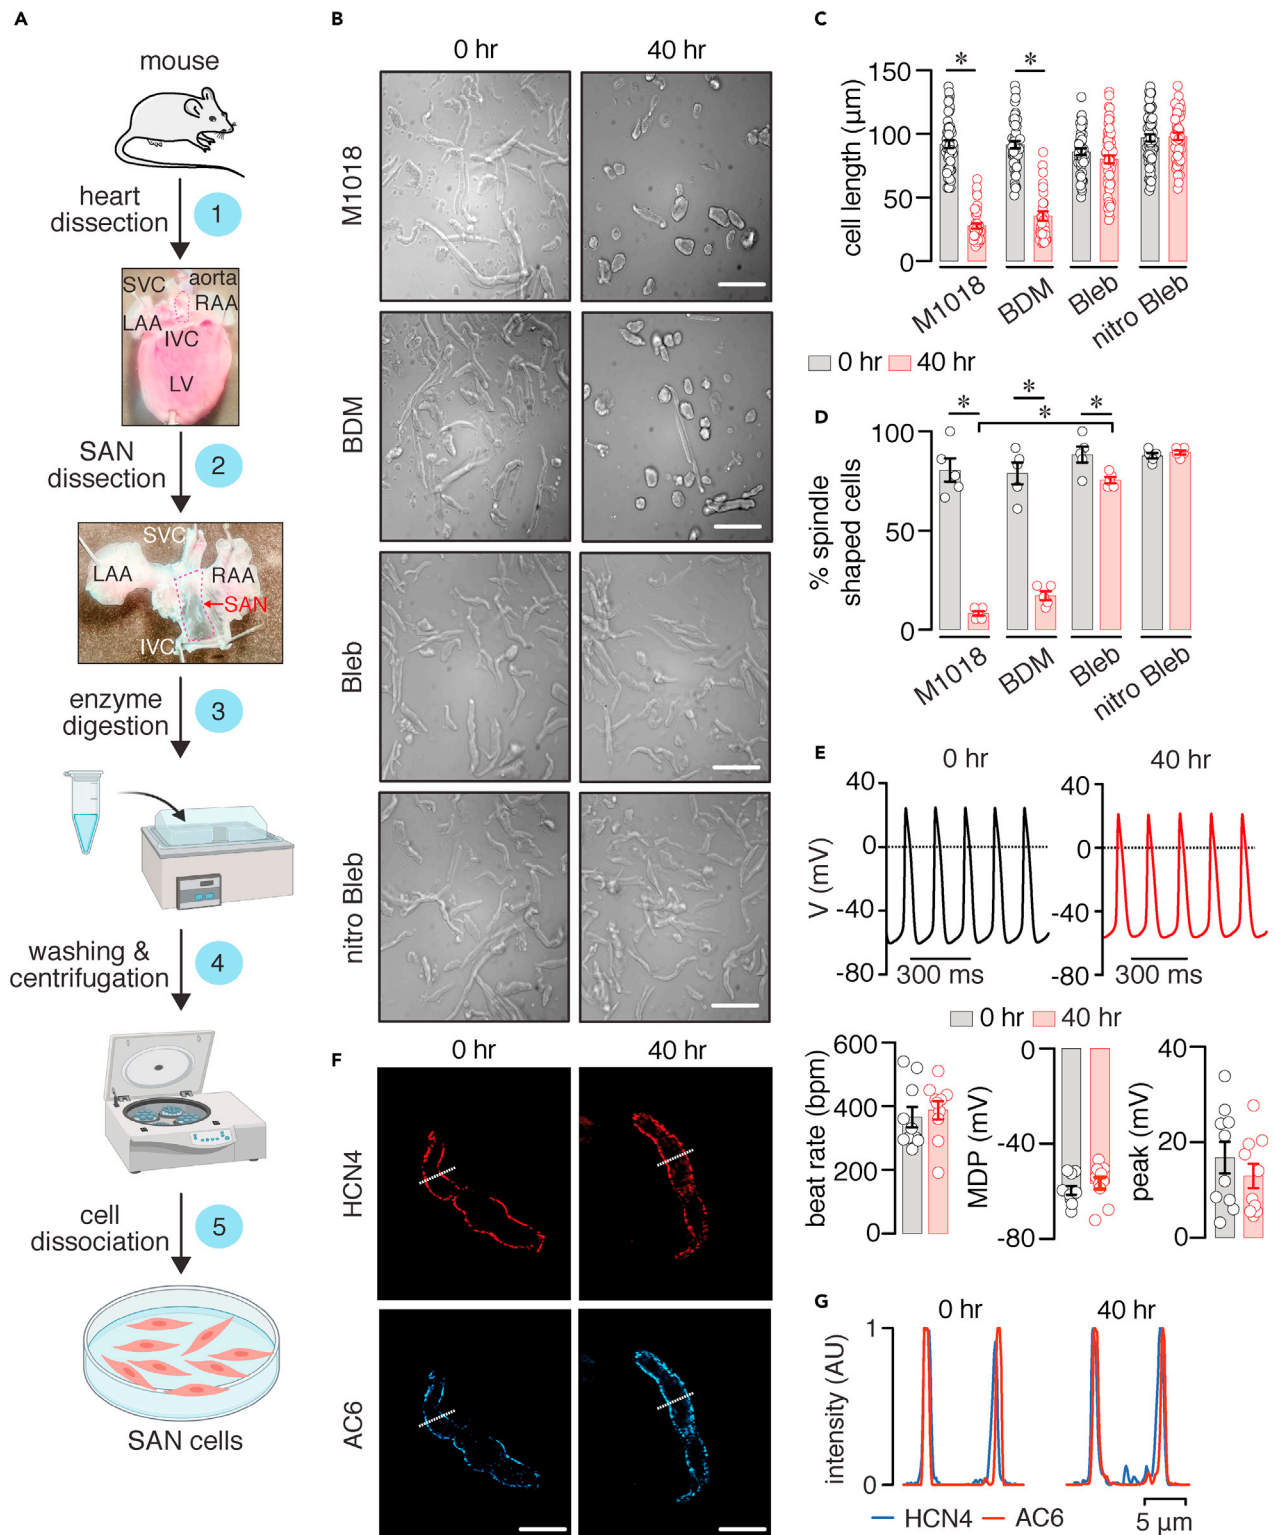 A
mouse
heart
dissection
1
SVC
aorta
RAA
LAA
IVC
LV
SAN
dissection
2
SVC
LAA
RAA
SAN
IVC
enzyme
digestion
3
washing &
centrifugation
4
cell
dissociation
5
SAN cells
B
0 hr
40 hr
M1018
BDM
Bleb
nitro Bleb
F
0 hr
40 hr
HCN4
AC6
C
cell length (µm)
150
100
50
0
*
*
M1018
BDM
Bleb
nitro Bleb
0 hr
40 hr
D
% spindle
shaped cells
100
50
0
*
*
*
*
M1018
BDM
Bleb
nitro Bleb
E
0 hr
40 hr
V (mV)
40
0
-40
-80
300 ms
40
0
-40
-80
300 ms
0 hr
40 hr
beat rate (bpm)
600
400
200
0
MDP (mV)
0
-40
-80
peak (mV)
40
20
0
G
0 hr
40 hr
intensity (AU)
1
0
HCN4
AC6
5 µm